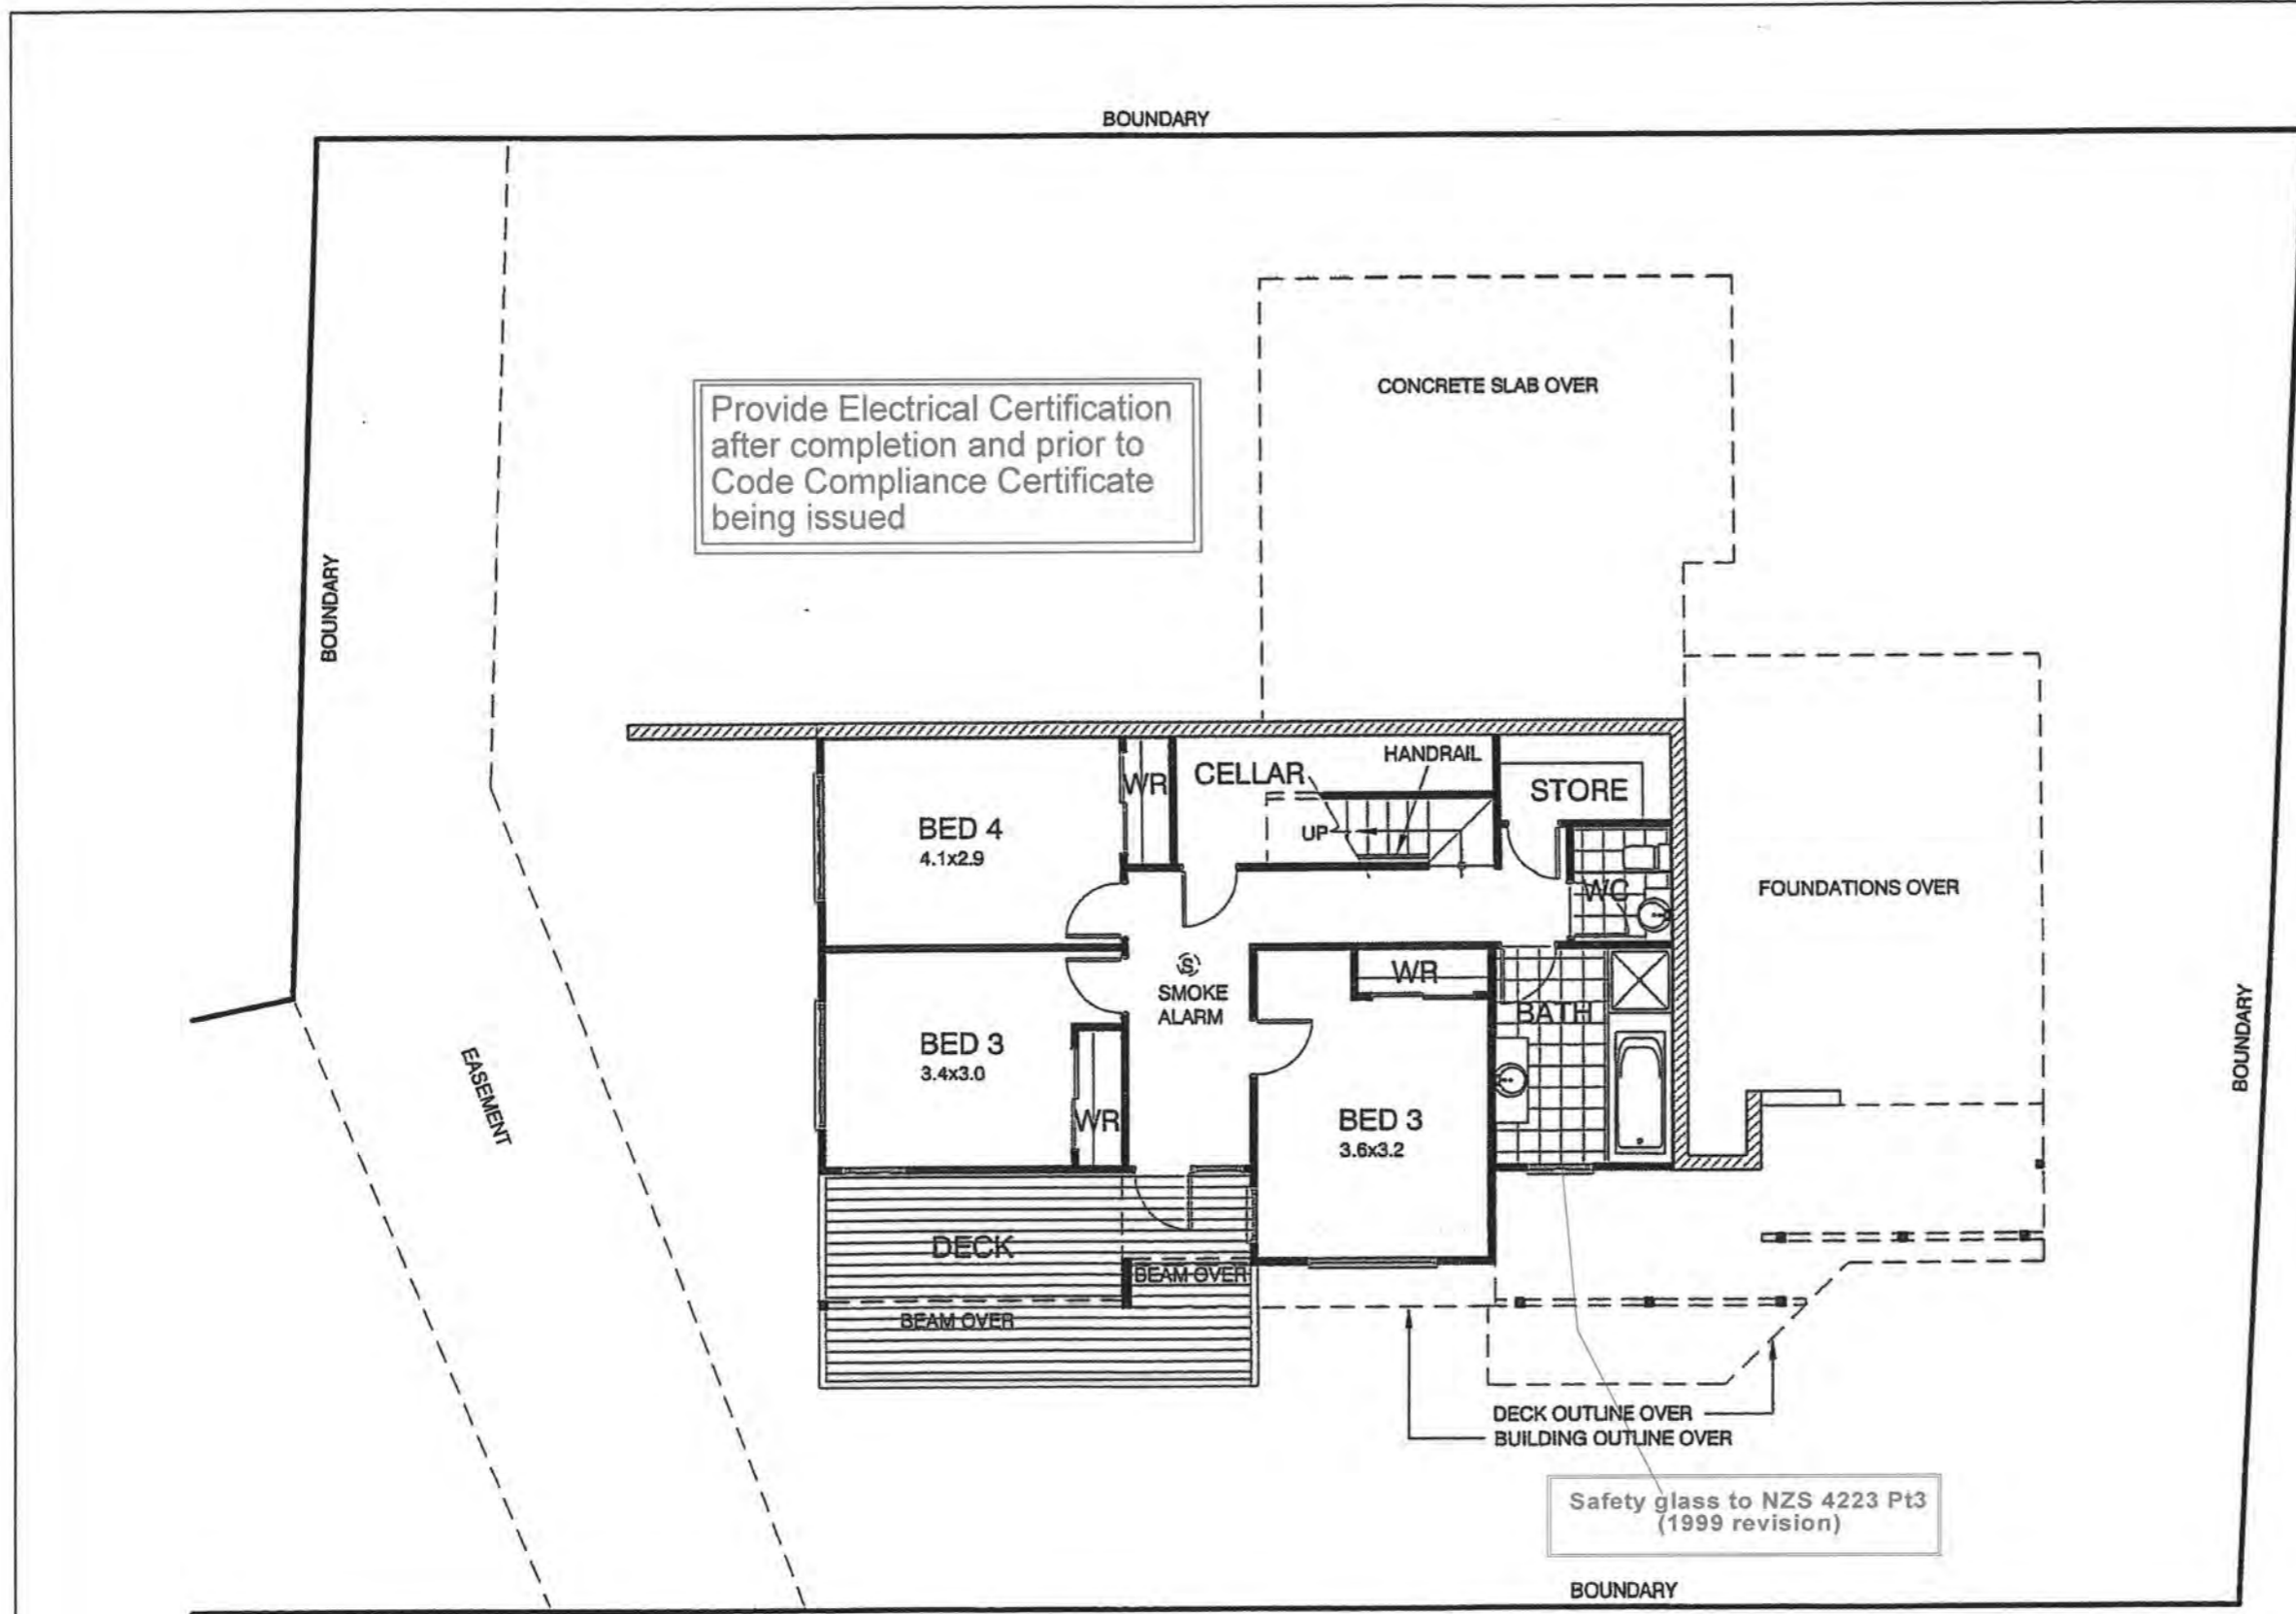 BOUNDARY
CONCRETE SLAB OVER
Provide Electrical Certification
after completion and prior to
Code Compliance Certificate
being issued
BOUNDARY
HANDRAIL
CELLAR
WR
STORE
BED 4
4.1x2.9
UP
WC
FOUNDATIONS OVER
S
SMOKE
ALARM
WR
BATH
BED 3
3.4x3.0
BOUNDARY
EASEMENT
WR
BED 3
3.6x3.2
DECK
BEAM OVER
BEAM OVER
DECK OUTLINE OVER
BUILDING OUTLINE OVER
Safety glass to NZS 4223 Pt3
(1999 revision)
BOUNDARY